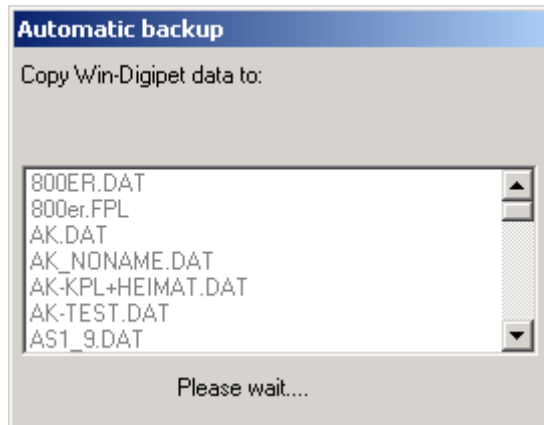 Automatic backup
Copy Win-Digipet data to:
800ER.DAT
800er.FPL
AK.DAT
AK_NONAME.DAT
AK-KPL+HEIMAT.DAT
AK-TEST.DAT
AS1_9.DAT
Please wait....